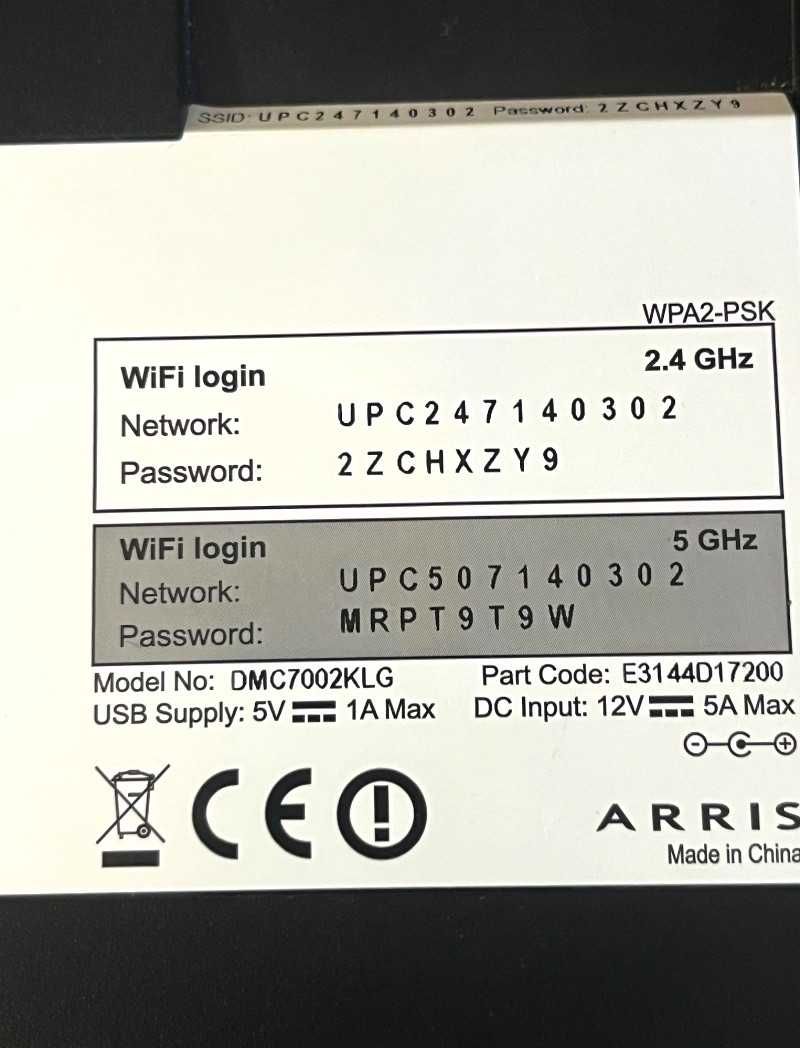 SSID: UPC247140302 Password: 2ZCHXZY9
WPA2-PSK
WiFi login 2.4 GHz
Network: UPC247140302
Password: 2ZCHXZY9
WiFi login 5 GHz
Network: UPC507140302
Password: MRPT9T9W
Model No: DMC7002KLG Part Code: E3144D17200
USB Supply: 5V 1A Max DC Input: 12V 5A Max
CE
ARRIS
Made in China